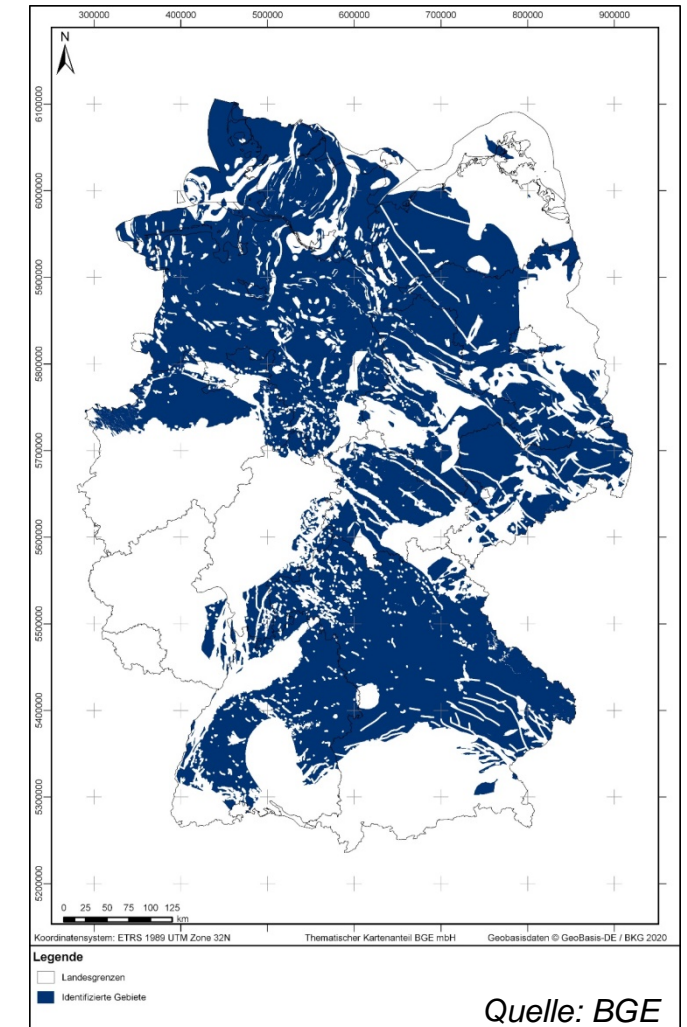 300000 400000 500000 600000 700000 800000 900000
N
6100000
6000000
5900000
5800000
5700000
5600000
5500000
5400000
5300000
5200000
0 25 50 75 100 125
km
Koordinatensystem: ETRS 1989 UTM Zone 32N Thematischer Kartenanteil BGE mbH Geobasisdaten © GeoBasis-DE / BKG 2020
Legende
Landesgrenzen
Identifizierte Gebiete
Quelle: BGE